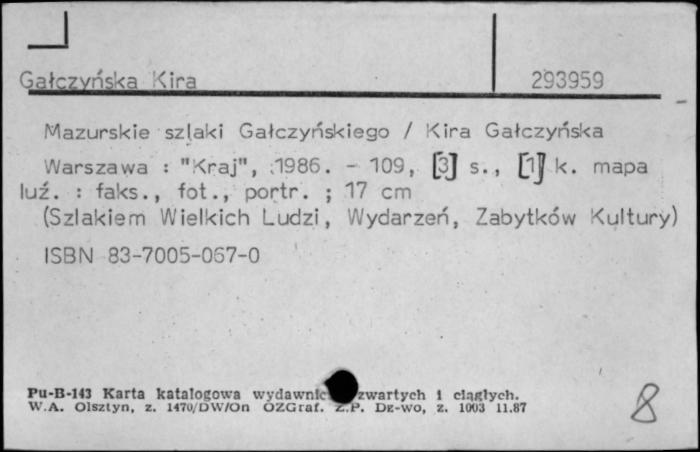 Gałczyńska Kira 293959
Mazurskie szlaki Gałczyńskiego / Kira Gałczyńska
Warszawa : "Kraj", 1986. - 109, [3] s., [1] k. mapa
luź. : faks., fot., portr. ; 17 cm
(Szlakiem Wielkich Ludzi, Wydarzeń, Zabytków Kultury)
ISBN 83-7005-067-0
Pu-B-143 Karta katalogowa wydawnic zwartych i ciągłych.
W.A. Olsztyn, z. 1470/DW/On OZGraf. Z.P. Dz-wo, z. 1003 11.87
8